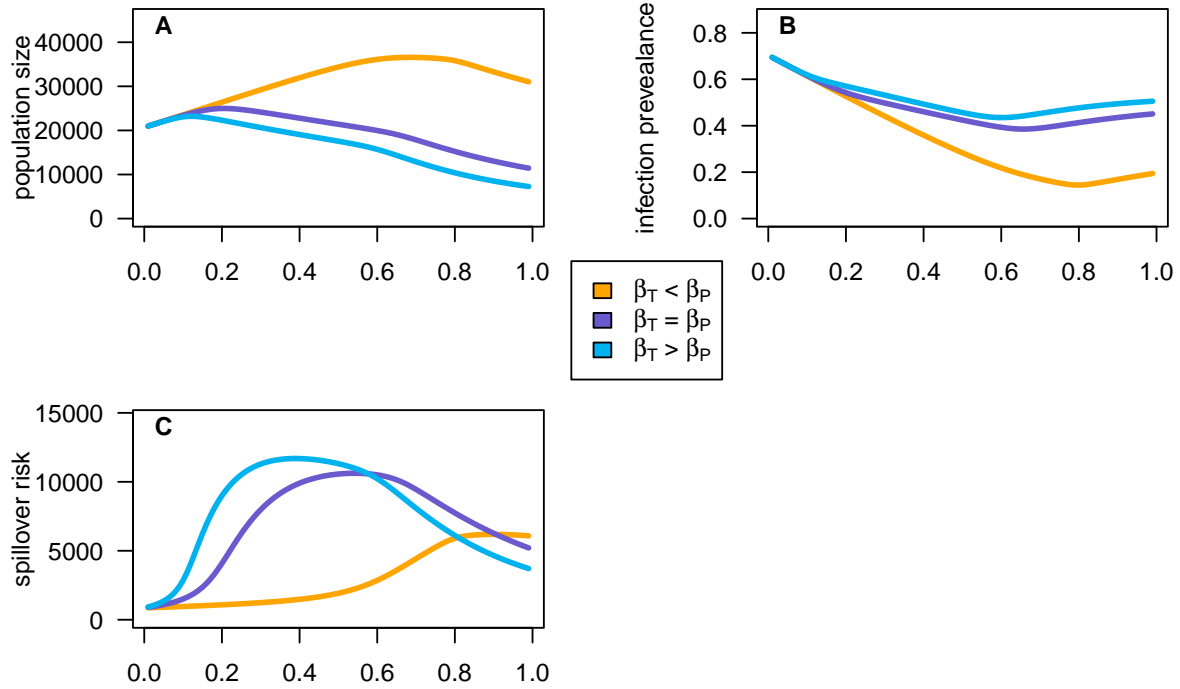 A
population size
40000
30000
20000
10000
0
0.0 0.2 0.4 0.6 0.8 1.0
B
infection prevealance
0.8
0.6
0.4
0.2
0.0
0.0 0.2 0.4 0.6 0.8 1.0
βT < βP
βT = βP
βT > βP
C
spillover risk
15000
10000
5000
0
0.0 0.2 0.4 0.6 0.8 1.0